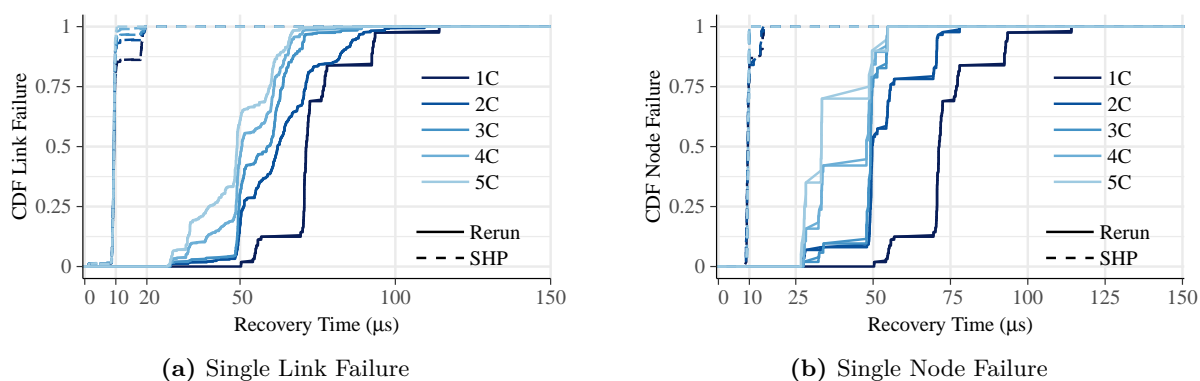 CDF Link Failure
1
0.75
0.5
0.25
0
1C
2C
3C
4C
5C
Rerun
SHP
0 10 20 50 100 150
Recovery Time (μs)
(a) Single Link Failure
CDF Node Failure
1
0.75
0.5
0.25
0
1C
2C
3C
4C
5C
Rerun
SHP
0 10 25 50 75 100 125 150
Recovery Time (μs)
(b) Single Node Failure